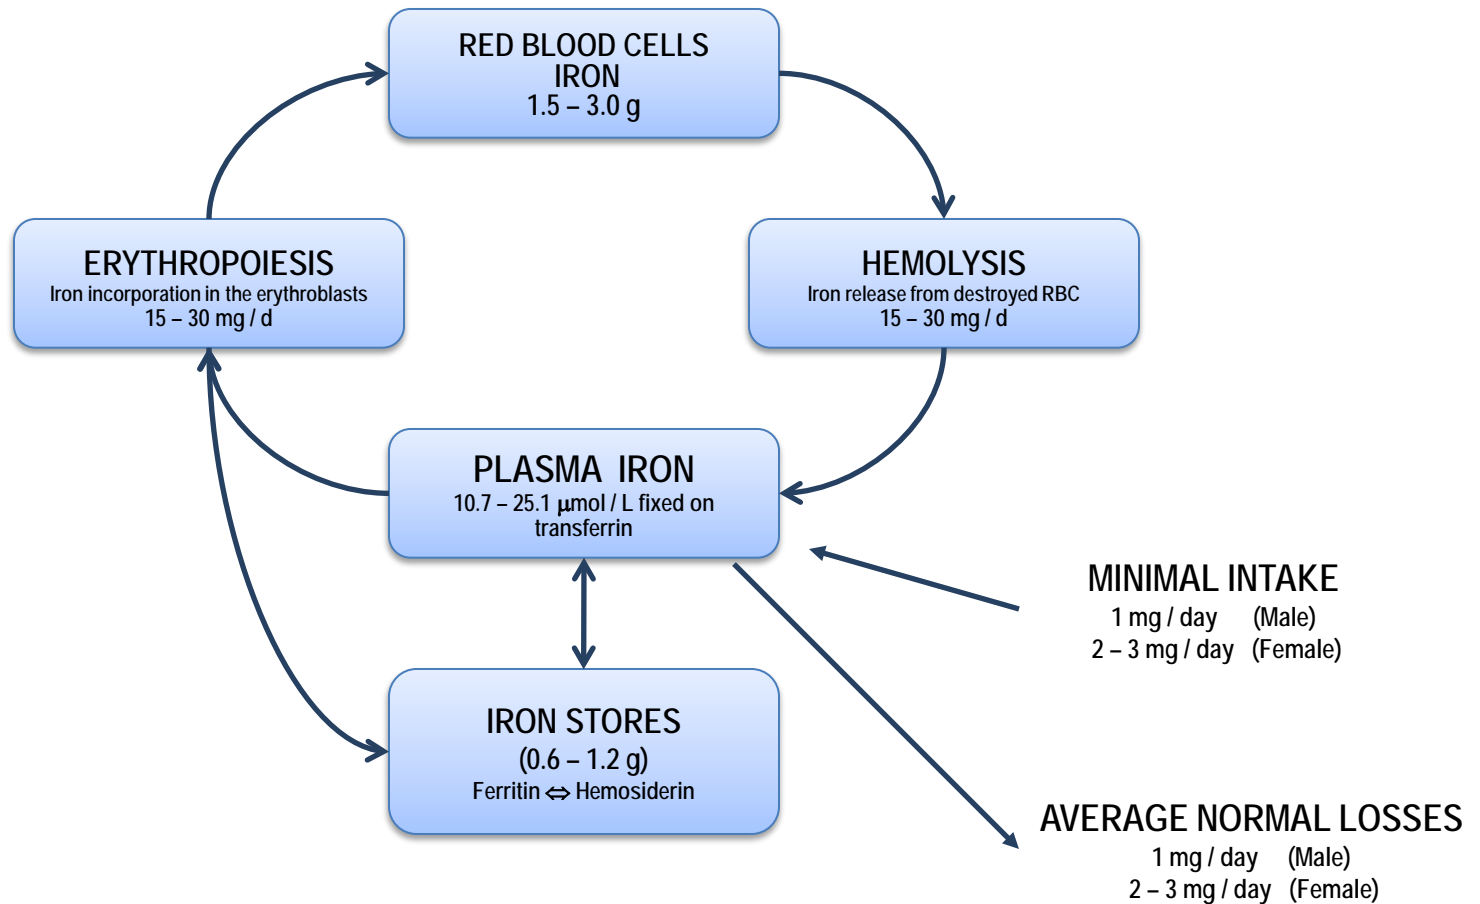 RED BLOOD CELLS
IRON
1.5 – 3.0 g
ERYTHROPOIESIS
Iron incorporation in the erythroblasts
15 – 30 mg / d
HEMOLYSIS
Iron release from destroyed RBC
15 – 30 mg / d
PLASMA IRON
10.7 – 25.1 μmol / L fixed on
transferrin
MINIMAL INTAKE
1 mg / day (Male)
2 – 3 mg / day (Female)
IRON STORES
(0.6 – 1.2 g)
Ferritin ⇔ Hemosiderin
AVERAGE NORMAL LOSSES
1 mg / day (Male)
2 – 3 mg / day (Female)